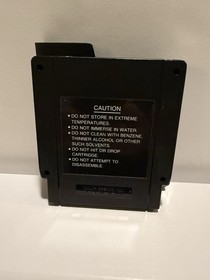 CAUTION
• DO NOT STORE IN EXTREME
TEMPERATURES.
• DO NOT IMMERSE IN WATER.
• DO NOT CLEAN WITH BENZENE,
THINNER ALCOHOL OR OTHER
SUCH SOLVENTS.
• DO NOT HIT OR DROP
CARTRIDGE.
• DO NOT ATTEMPT TO
DISASSEMBLE.